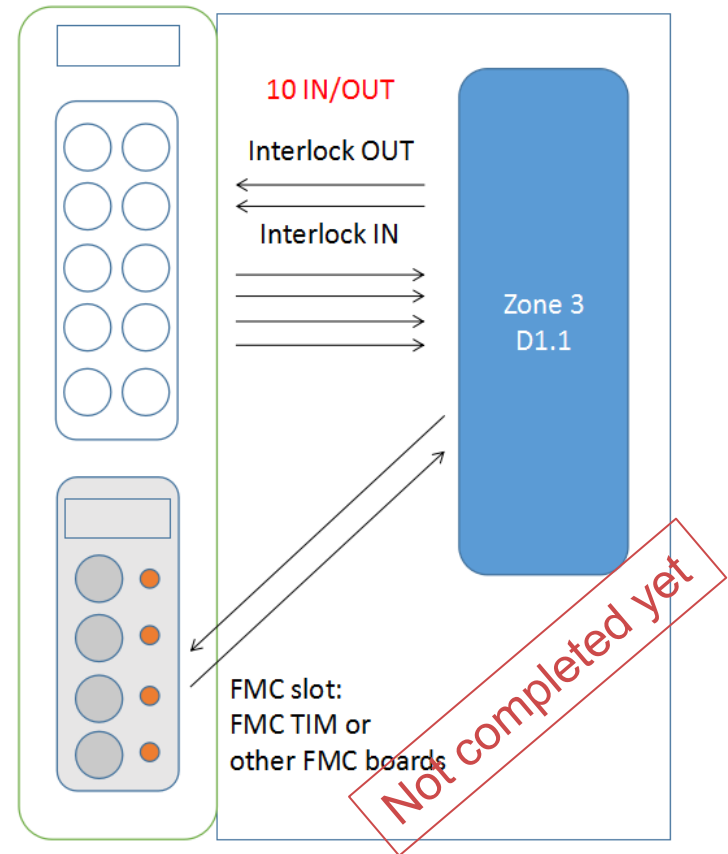 10 IN/OUT
Interlock OUT
Interlock IN
Zone 3
D1.1
FMC slot:
FMC TIM or
other FMC boards
Not completed yet